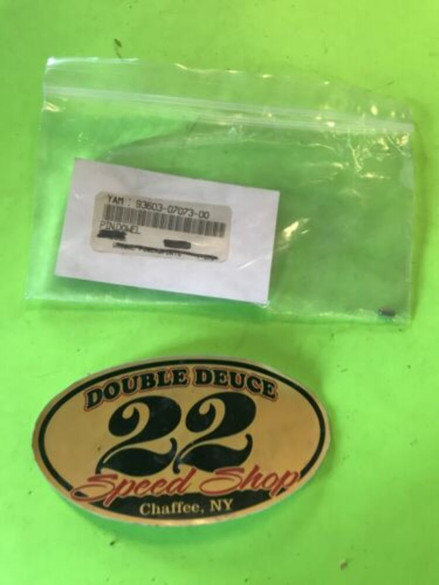 YAM : 93603-07073-00
PIN,DOWEL
DOUBLE DEUCE
22
Speed Shop
Chaffee, NY